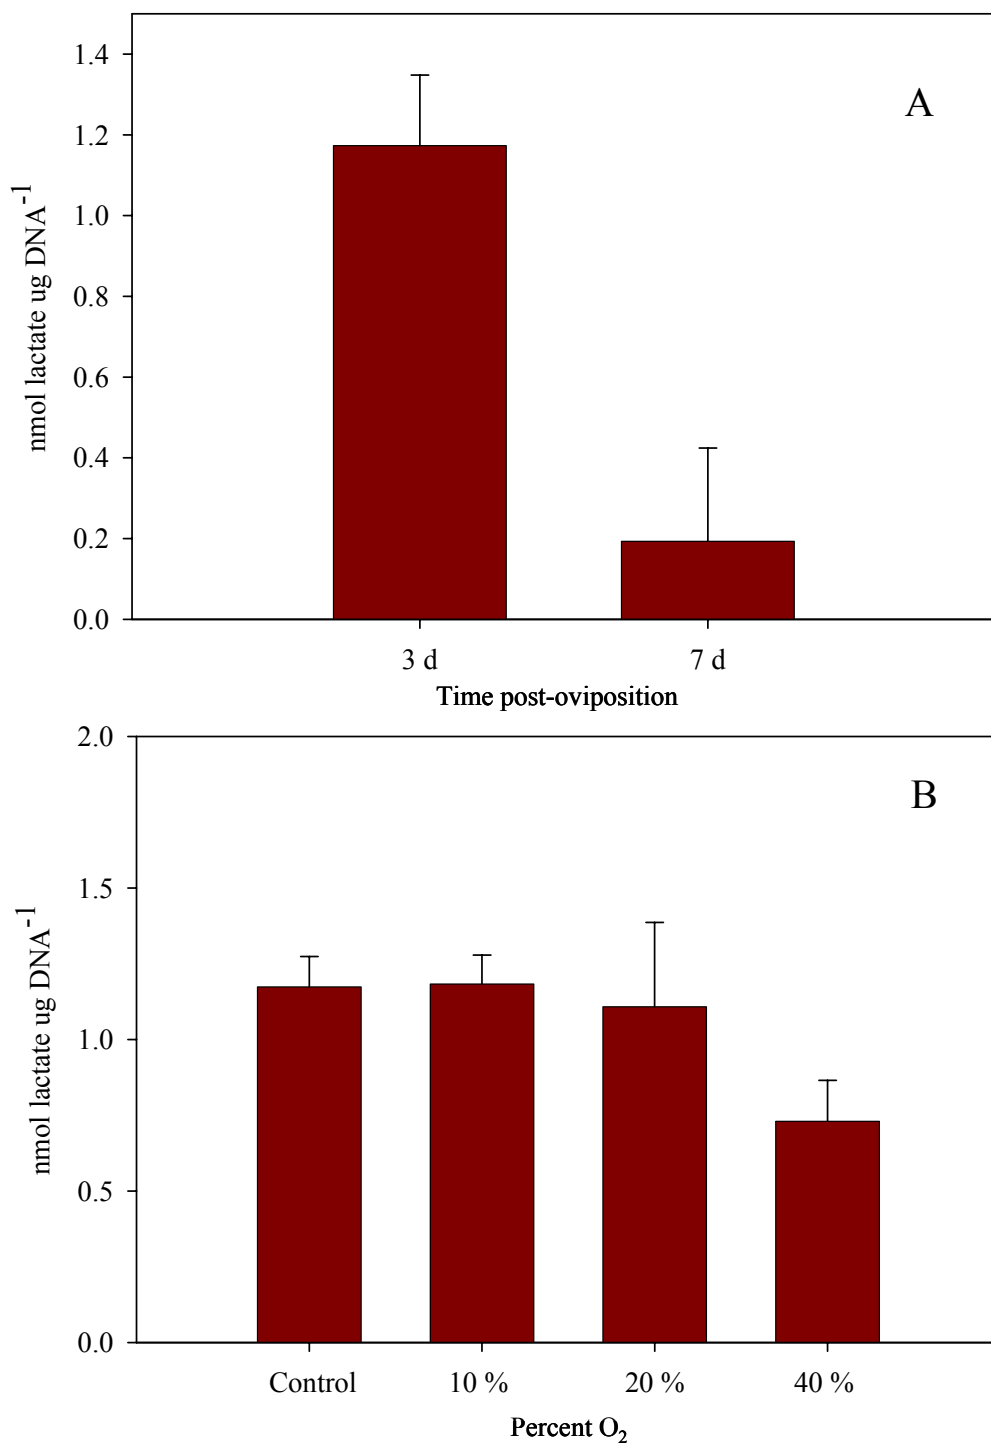 1.4
A
1.2
1.0
0.8
0.6
0.4
0.2
0.0
nmol lactate ug DNA⁻¹
3 d 7 d
Time post-oviposition
2.0
B
1.5
1.0
0.5
0.0
nmol lactate ug DNA⁻¹
Control 10 % 20 % 40 %
Percent O₂